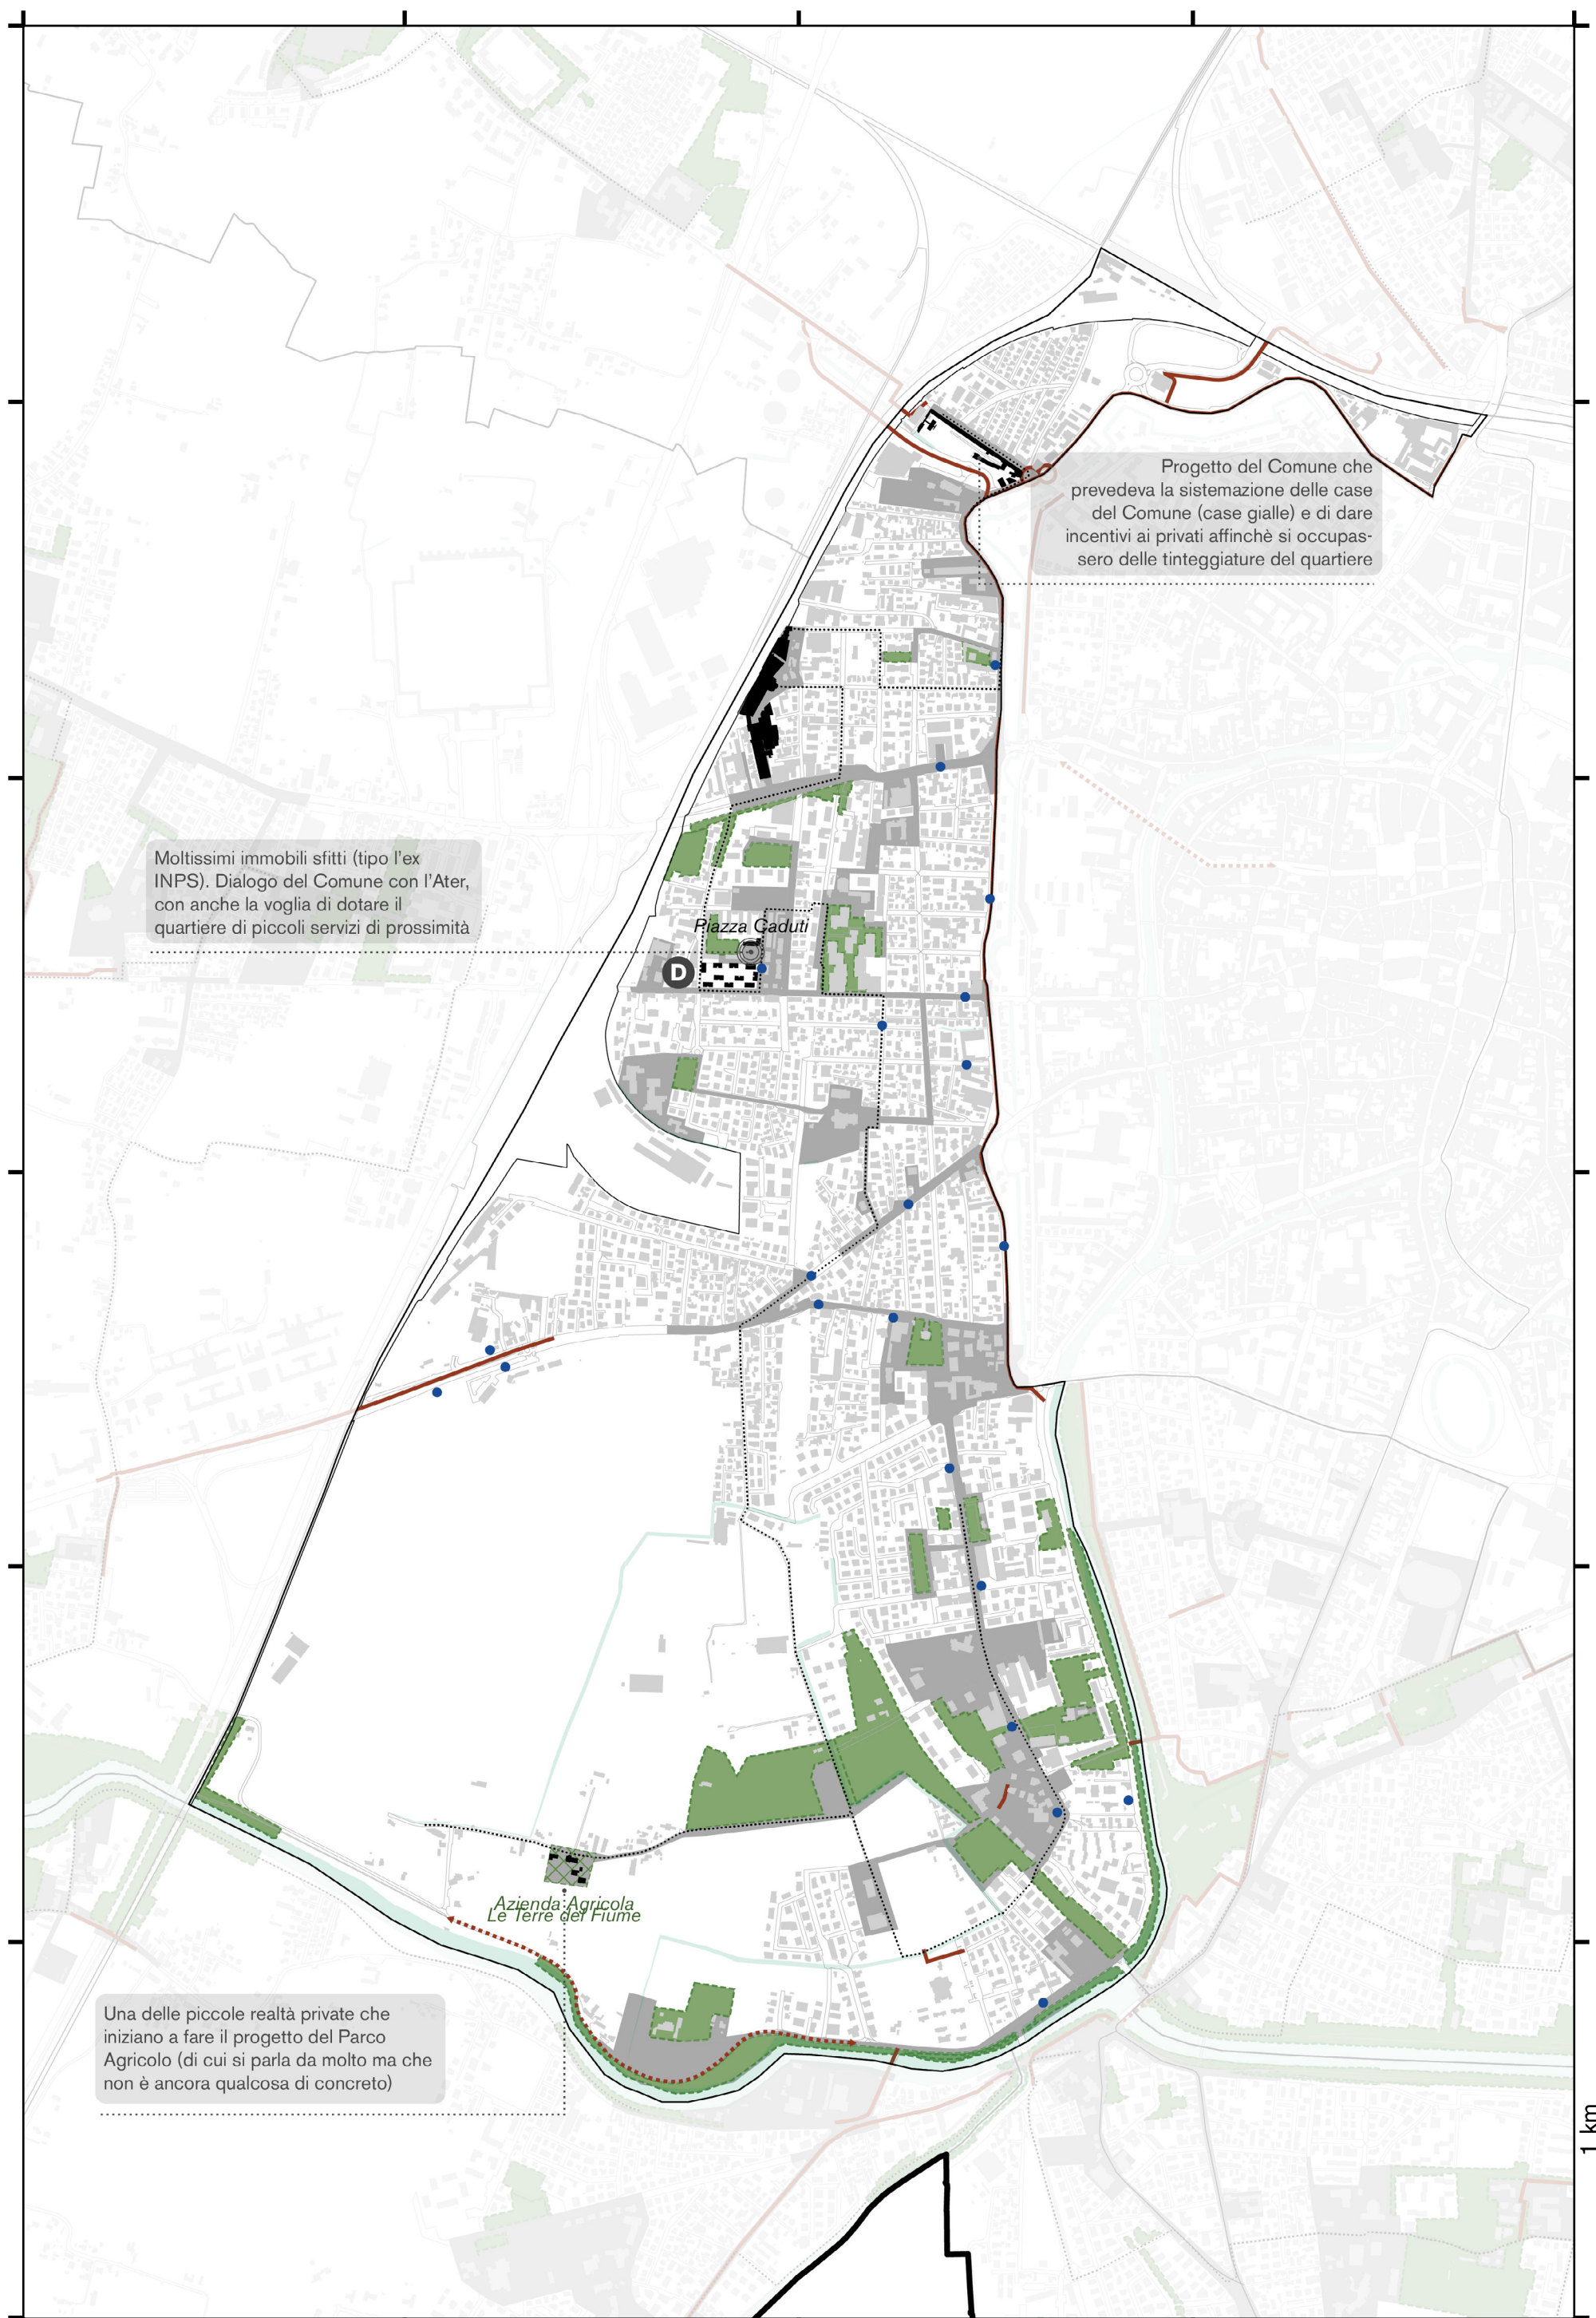 Progetto del Comune che
prevedeva la sistemazione delle case
del Comune (case gialle) e di dare
incentivi ai privati affinchè si occupas-
sero delle tinteggiature del quartiere
Moltissimi immobili sfitti (tipo l'ex
INPS). Dialogo del Comune con l'Ater,
con anche la voglia di dotare il
quartiere di piccoli servizi di prossimità
Piazza Caduti
D
Azienda Agricola
Le Terre del Fiume
Una delle piccole realtà private che
iniziano a fare il progetto del Parco
Agricolo (di cui si parla da molto ma che
non è ancora qualcosa di concreto)
1 km